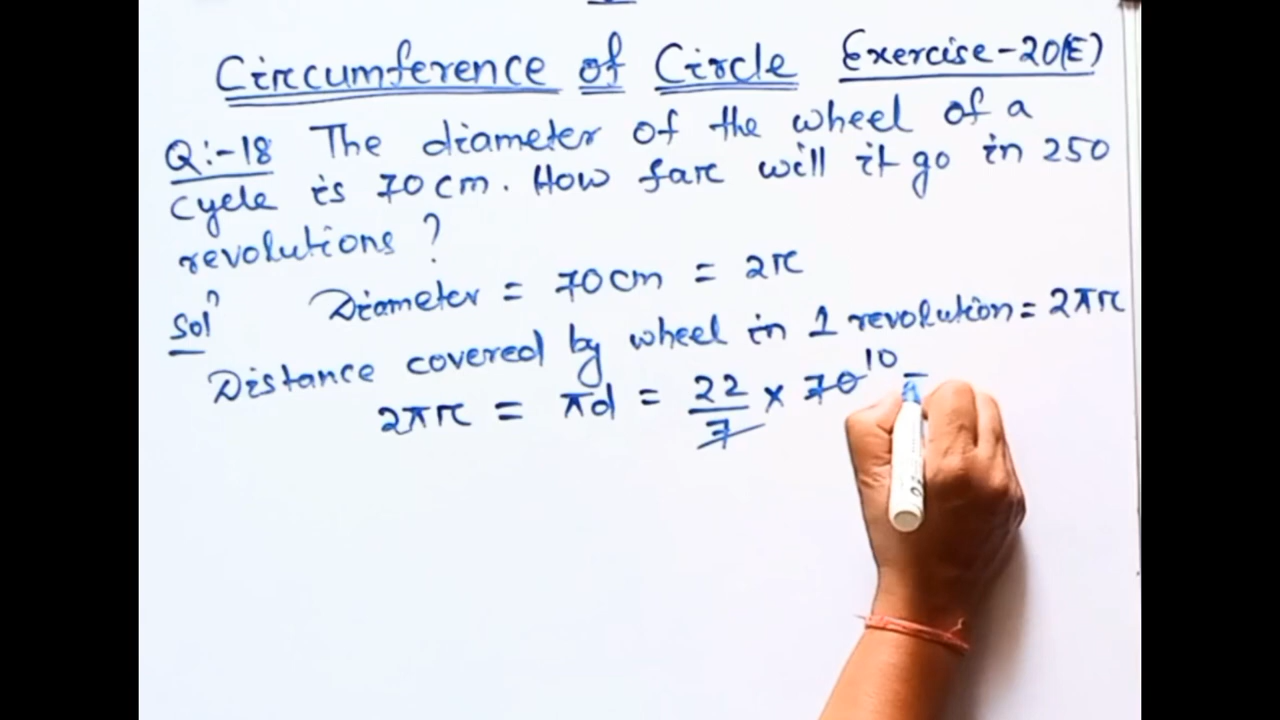 Circumference of Circle Exercise-20(E)
Q:-18 The diameter of the wheel of a
cycle is 70 cm. How far will it go in 250
revolutions?
Solⁿ Diameter = 70 cm = 2r
Distance covered by wheel in 1 revolution = 2πr
2πr = πd = 22/7 × 70 10 =